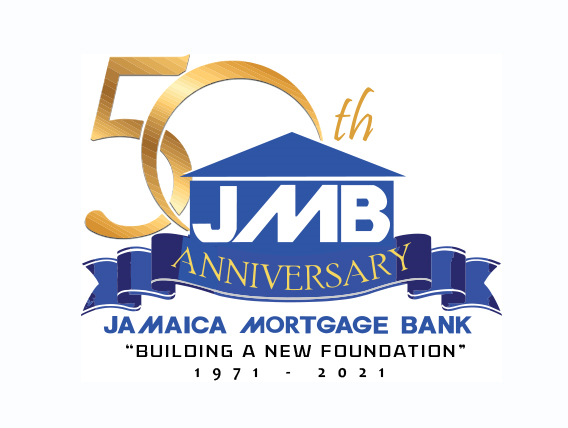 50th
JMB
ANNIVERSARY
JAMAICA MORTGAGE BANK
“BUILDING A NEW FOUNDATION”
1971 - 2021